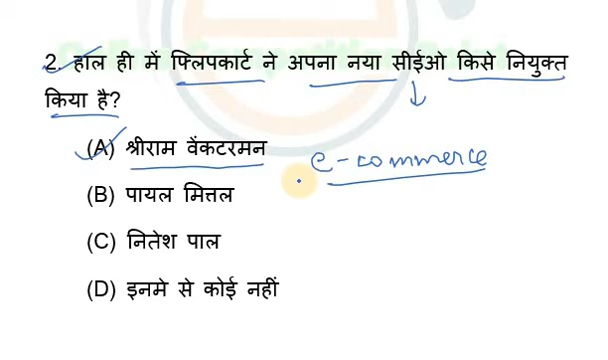 2. हाल ही में फ्लिपकार्ट ने अपना नया सीईओ किसे नियुक्त
किया है?
(A) श्रीराम वेंकटरमन
e-commerce
(B) पायल मित्तल
(C) नितेश पाल
(D) इनमे से कोई नहीं